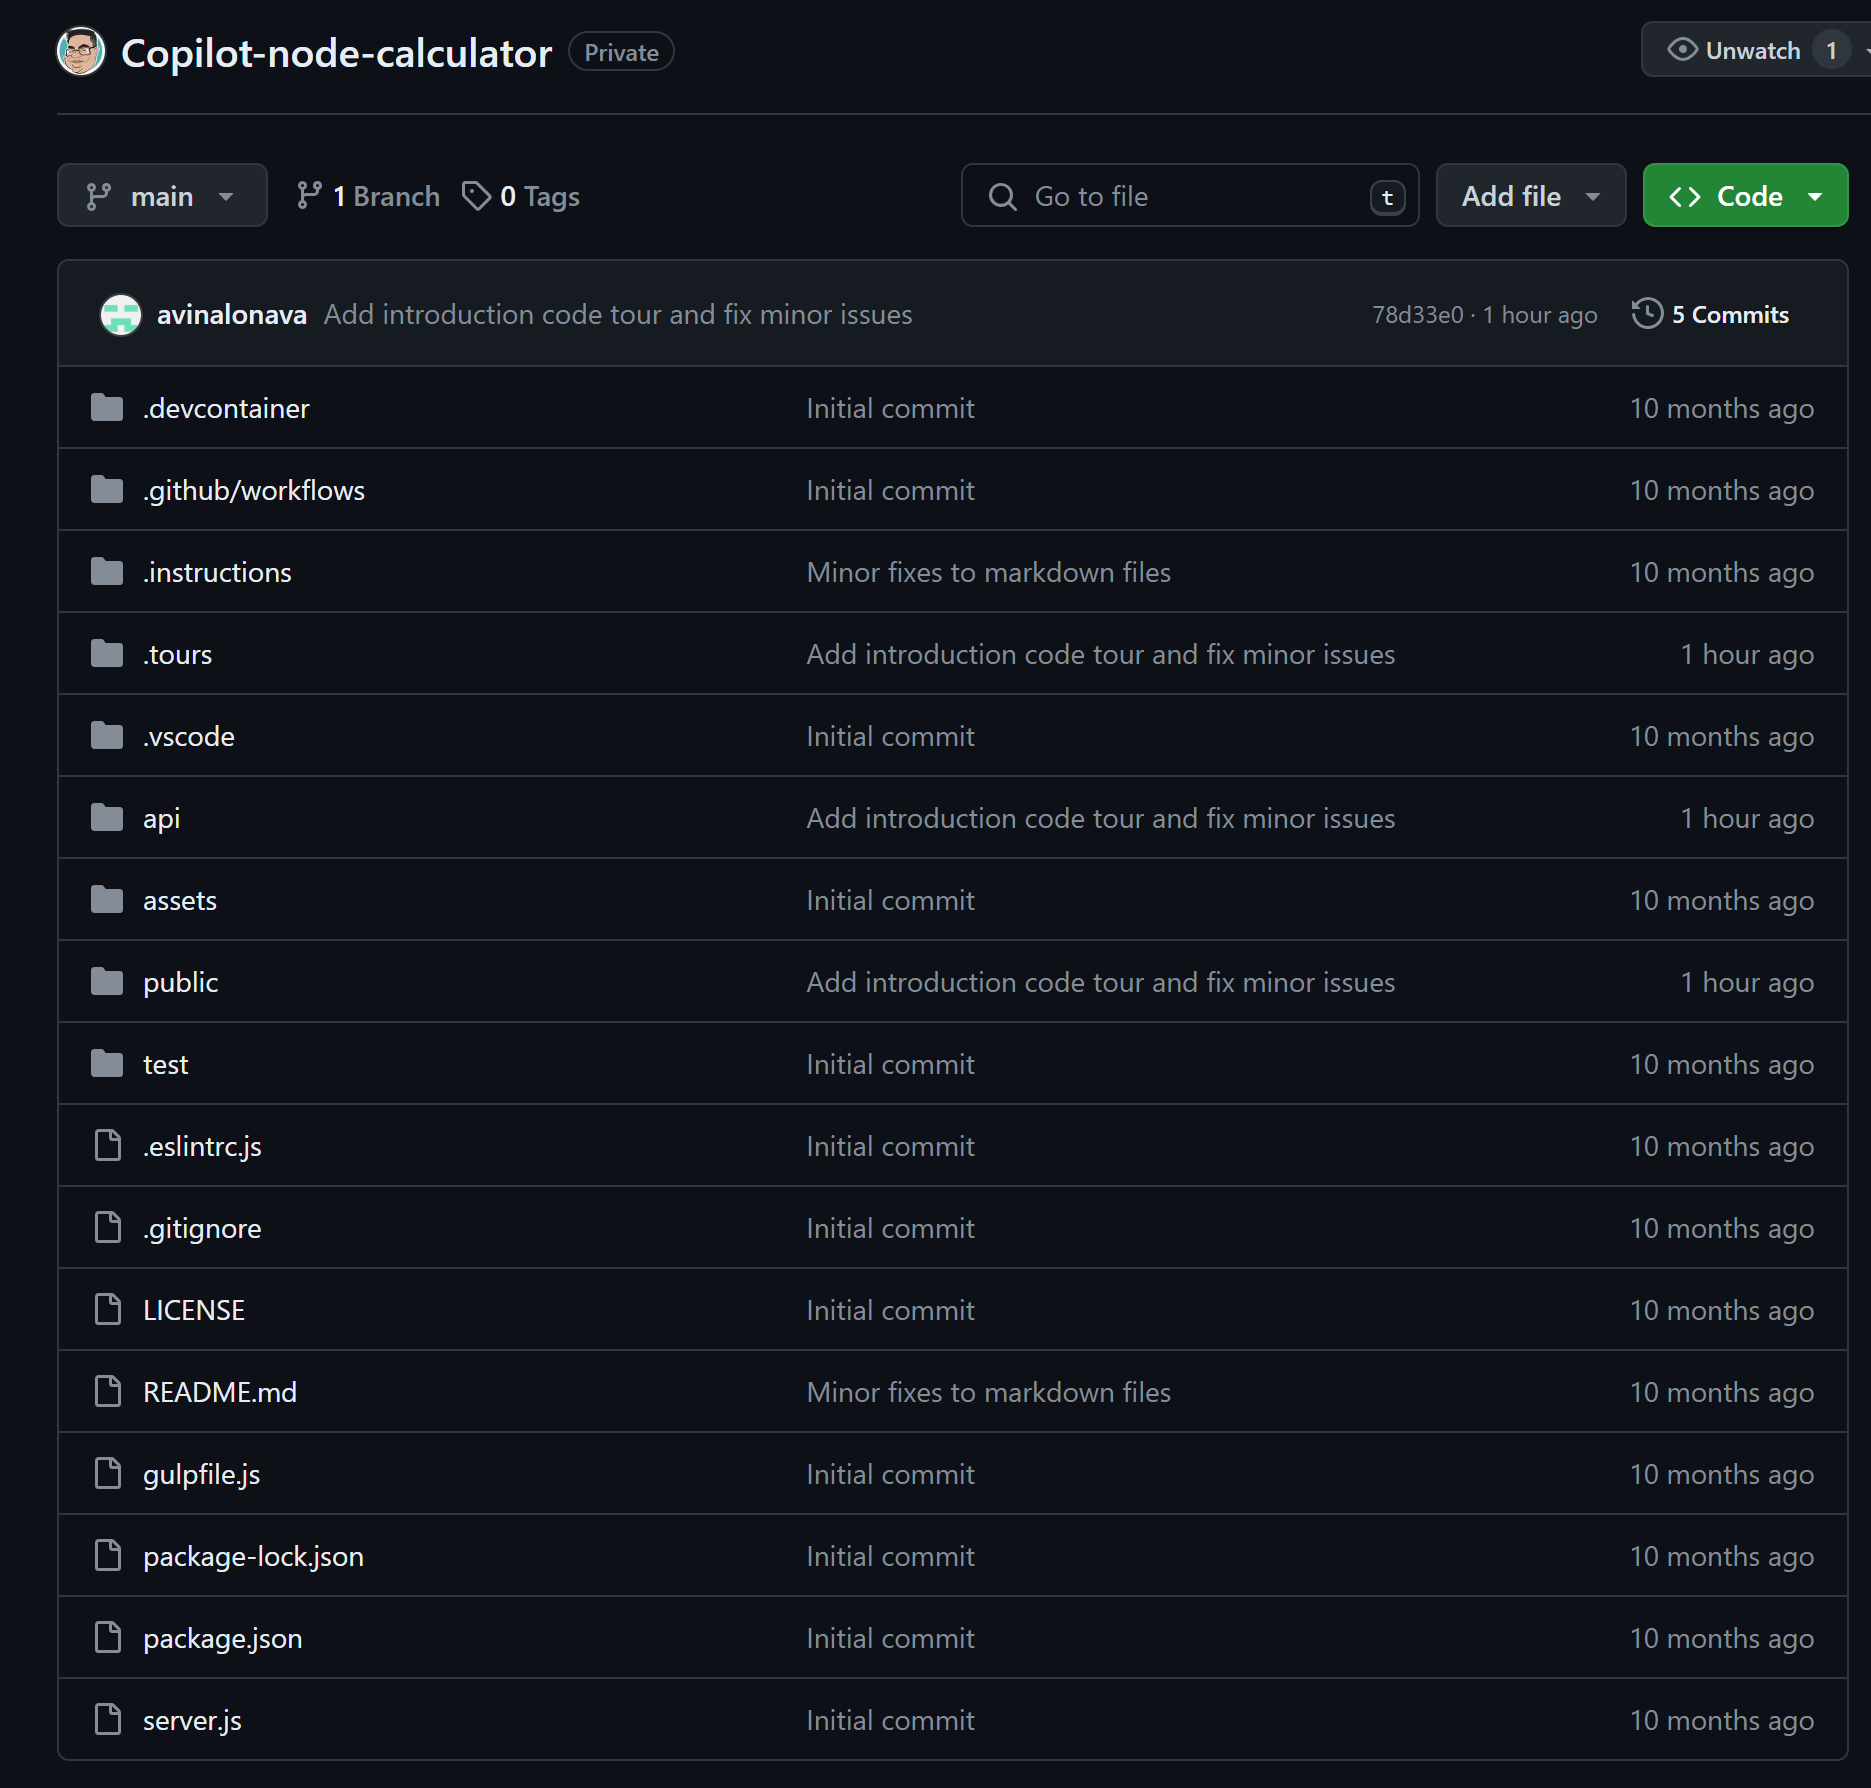 Copilot-node-calculator Private Unwatch 1
main 1 Branch 0 Tags Go to file t Add file Code
avinalonava Add introduction code tour and fix minor issues 78d33e0 · 1 hour ago 5 Commits
.devcontainer Initial commit 10 months ago
.github/workflows Initial commit 10 months ago
.instructions Minor fixes to markdown files 10 months ago
.tours Add introduction code tour and fix minor issues 1 hour ago
.vscode Initial commit 10 months ago
api Add introduction code tour and fix minor issues 1 hour ago
assets Initial commit 10 months ago
public Add introduction code tour and fix minor issues 1 hour ago
test Initial commit 10 months ago
.eslintrc.js Initial commit 10 months ago
.gitignore Initial commit 10 months ago
LICENSE Initial commit 10 months ago
README.md Minor fixes to markdown files 10 months ago
gulpfile.js Initial commit 10 months ago
package-lock.json Initial commit 10 months ago
package.json Initial commit 10 months ago
server.js Initial commit 10 months ago